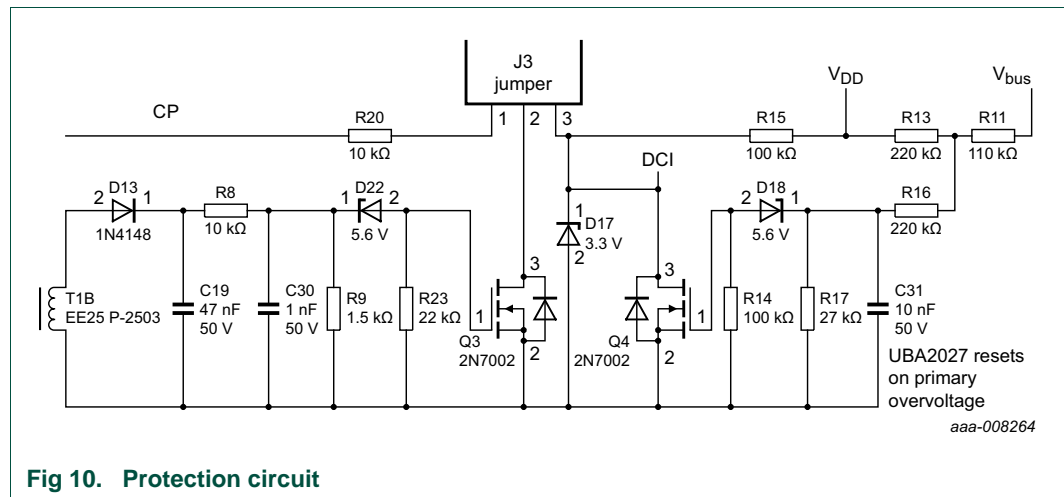 J3
jumper
V_DD
V_bus
CP
R20
1
2
3
R15
R13
R11
10 kΩ
100 kΩ
220 kΩ
110 kΩ
DCI
D13
R8
D22
D18
R16
2
1
1
2
1
2
1
1N4148
10 kΩ
5.6 V
D17
3.3 V
5.6 V
220 kΩ
2
3
3
T1B
EE25 P-2503
C19
47 nF
50 V
C30
1 nF
50 V
R9
1.5 kΩ
R23
22 kΩ
1
1
R14
100 kΩ
R17
27 kΩ
C31
10 nF
50 V
Q3
2N7002
2
Q4
2N7002
2
UBA2027 resets
on primary
overvoltage
aaa-008264
Fig 10. Protection circuit